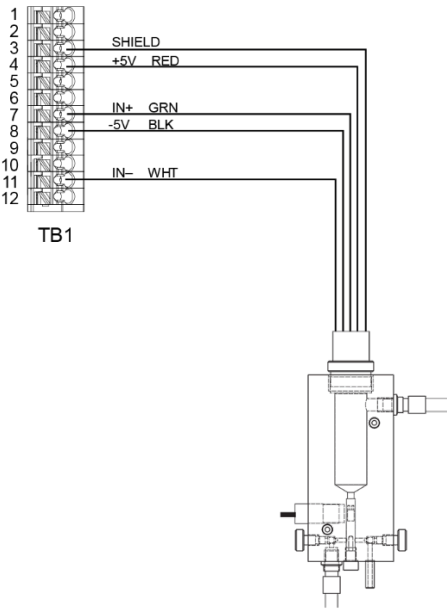 1
2
3 SHIELD
4 +5V RED
5
6
7 IN+ GRN
8 -5V BLK
9
10
11 IN– WHT
12
TB1